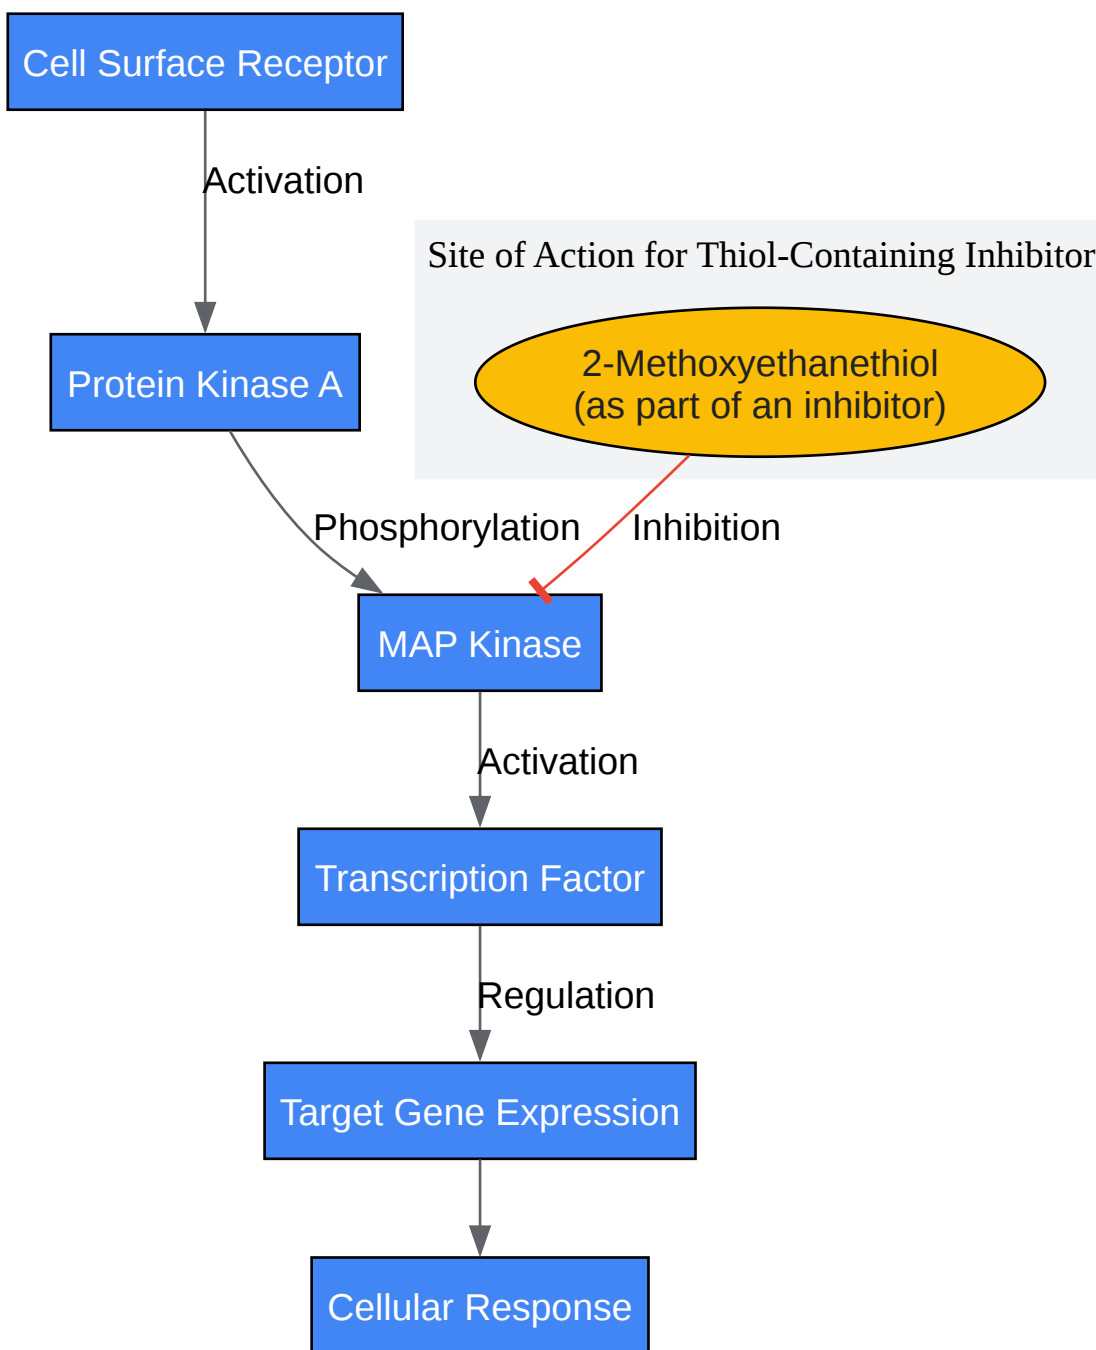 Cell Surface Receptor
Activation
Site of Action for Thiol-Containing Inhibitor
2-Methoxyethanethiol
(as part of an inhibitor)
Protein Kinase A
Phosphorylation
Inhibition
MAP Kinase
Activation
Transcription Factor
Regulation
Target Gene Expression
Cellular Response